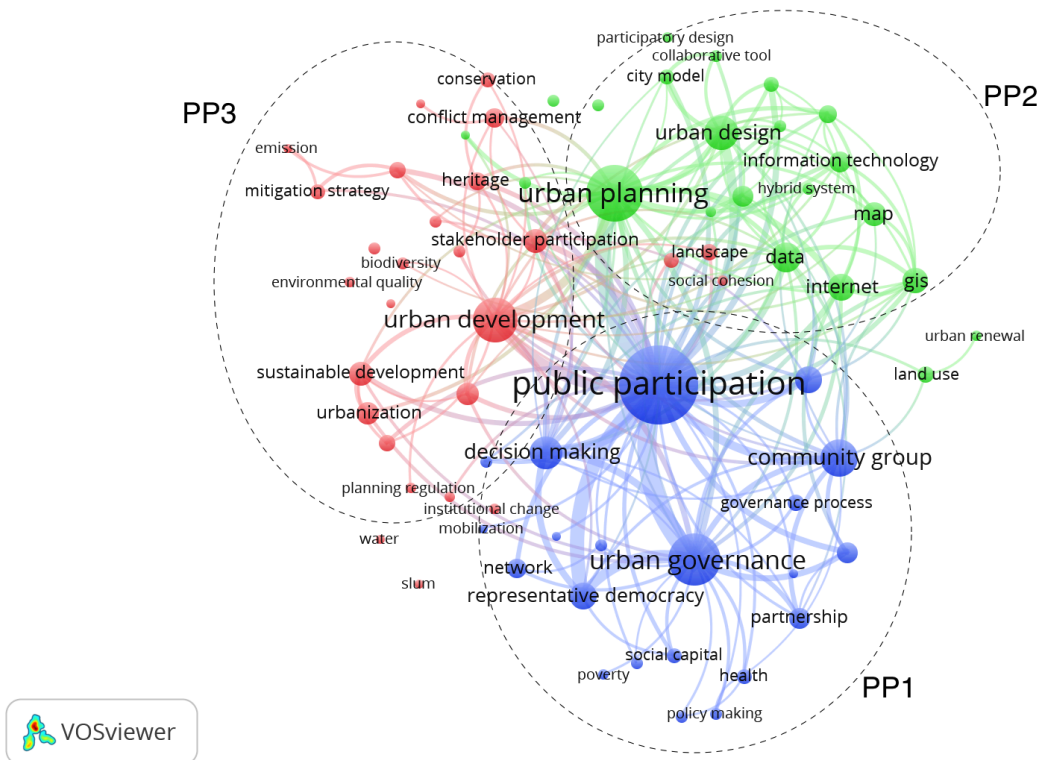 participatory design
collaborative tool
conservation
city model
PP2
PP3
conflict management
urban design
emission
information technology
heritage
mitigation strategy
urban planning
hybrid system
map
stakeholder participation
landscape
data
biodiversity
environmental quality
social cohesion
internet
gis
urban development
urban renewal
sustainable development
land use
public participation
urbanization
decision making
community group
planning regulation
governance process
institutional change
mobilization
water
urban governance
network
slum
representative democracy
partnership
social capital
poverty
health
PP1
policy making
VOSviewer